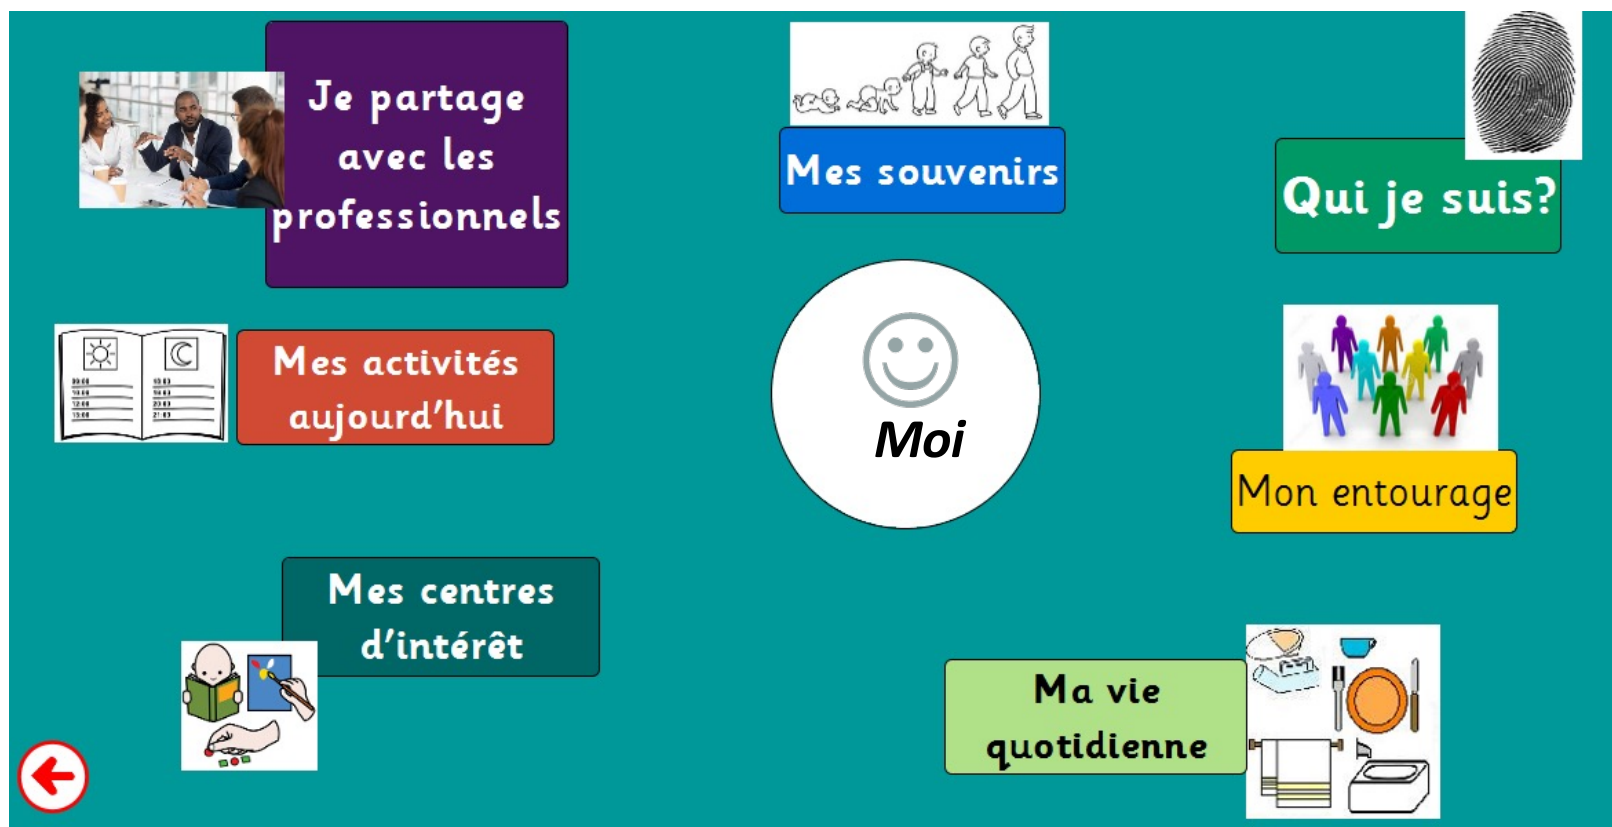 Je partage
avec les
professionnels
Mes souvenirs
Qui je suis?
Mes activités
aujourd'hui
Moi
Mon entourage
Mes centres
d'intérêt
Ma vie
quotidienne